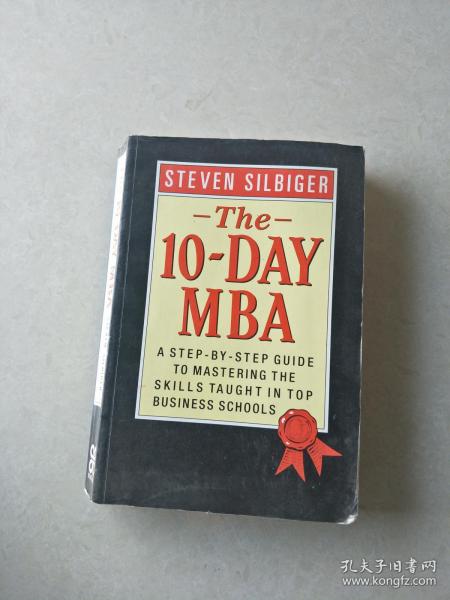 STEVEN SILBIGER
–The–
10-DAY
MBA
A STEP-BY-STEP GUIDE
TO MASTERING THE
SKILLS TAUGHT IN TOP
BUSINESS SCHOOLS
孔夫子旧书网
www.kongfz.com